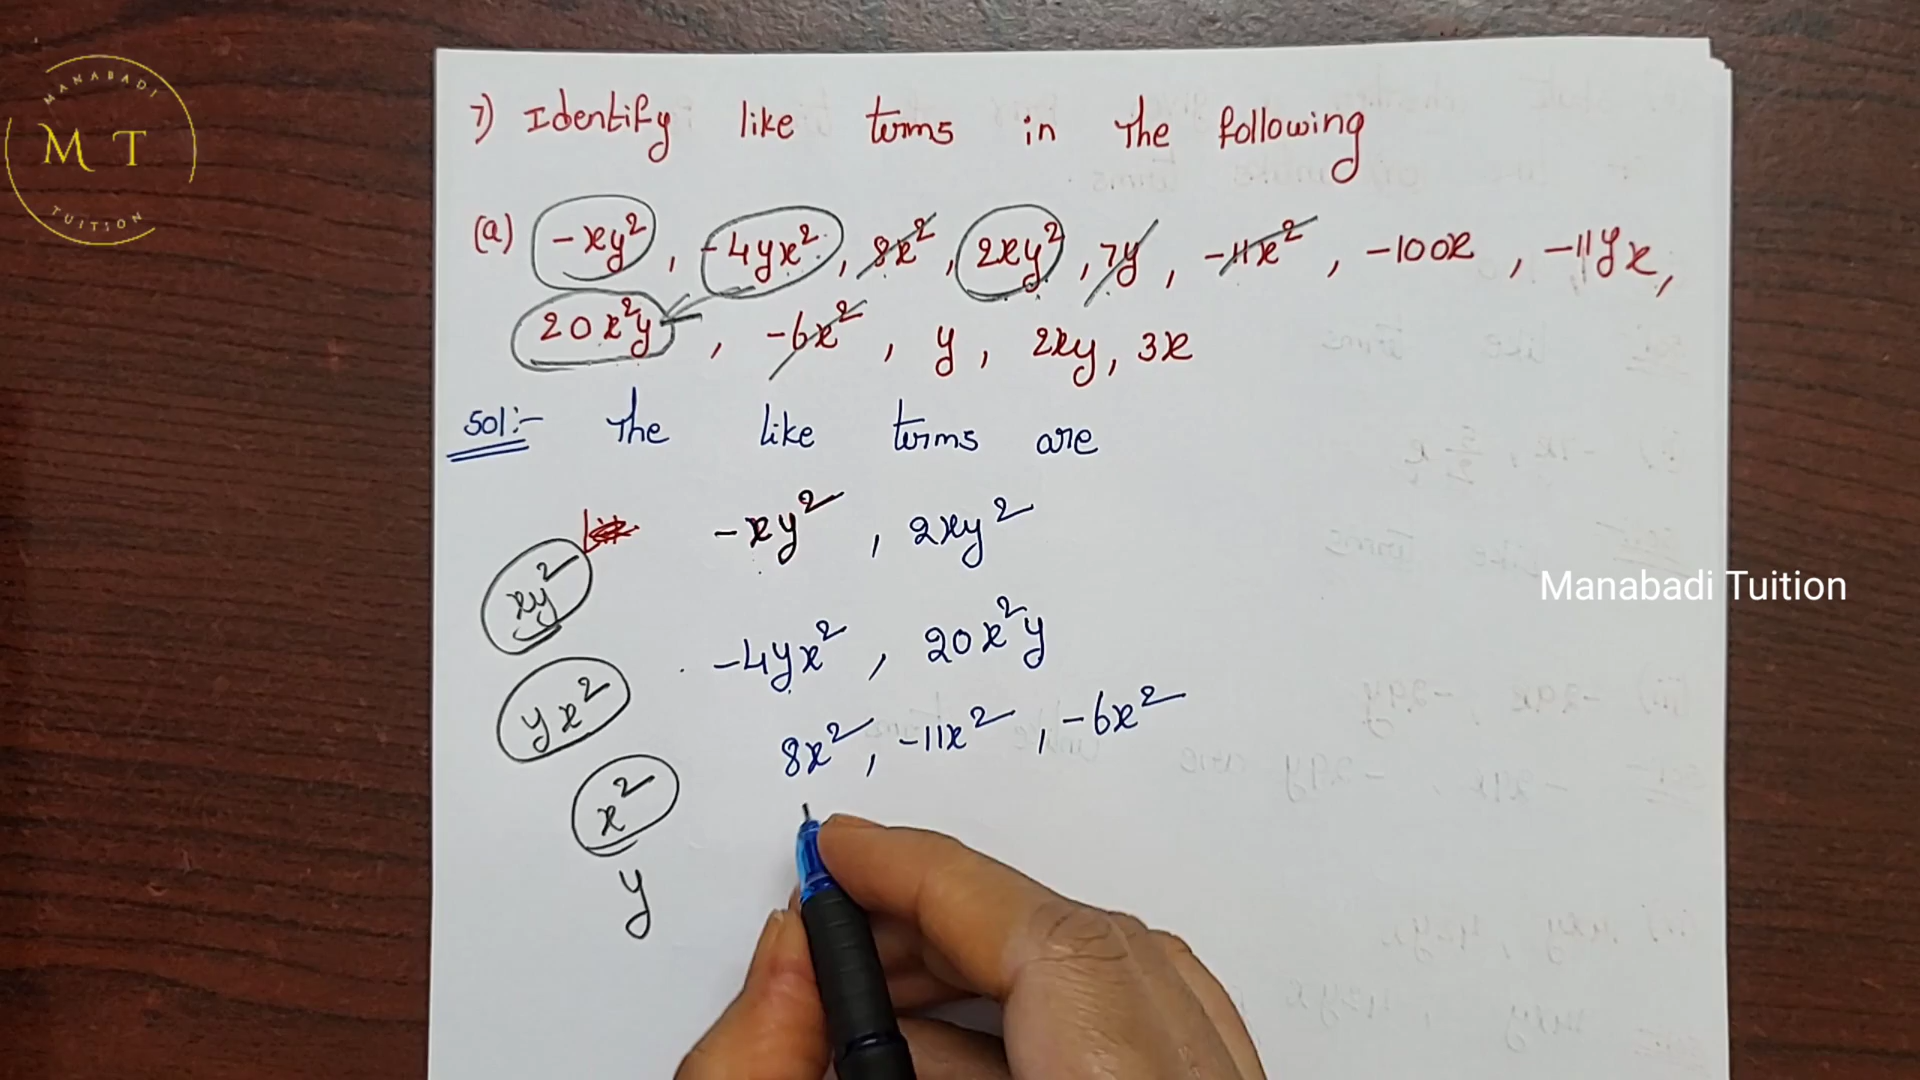 MANABADI
M T
TUITION
7) Identify like terms in the following
(a) -xy², -4yx², 8x², 2xy², 7y, -11x², -100x, -11yx,
20x²y, -6x², y, 2xy, 3x
Sol:- The like terms are
xy² -xy², 2xy²
yx² -4yx², 20x²y
x² 8x², -11x², -6x²
y
Manabadi Tuition